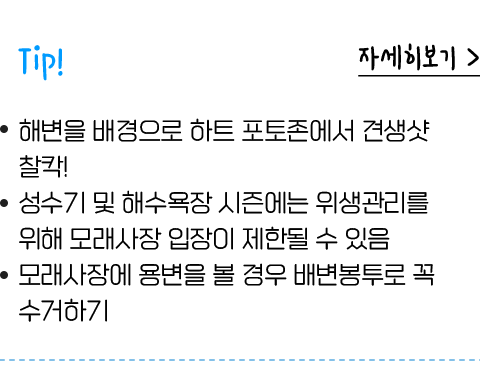 Tip!
자세히보기 >
• 해변을 배경으로 하트 포토존에서 견생샷
찰칵!
• 성수기 및 해수욕장 시즌에는 위생관리를
위해 모래사장 입장이 제한될 수 있음
• 모래사장에 용변을 볼 경우 배변봉투로 꼭
수거하기